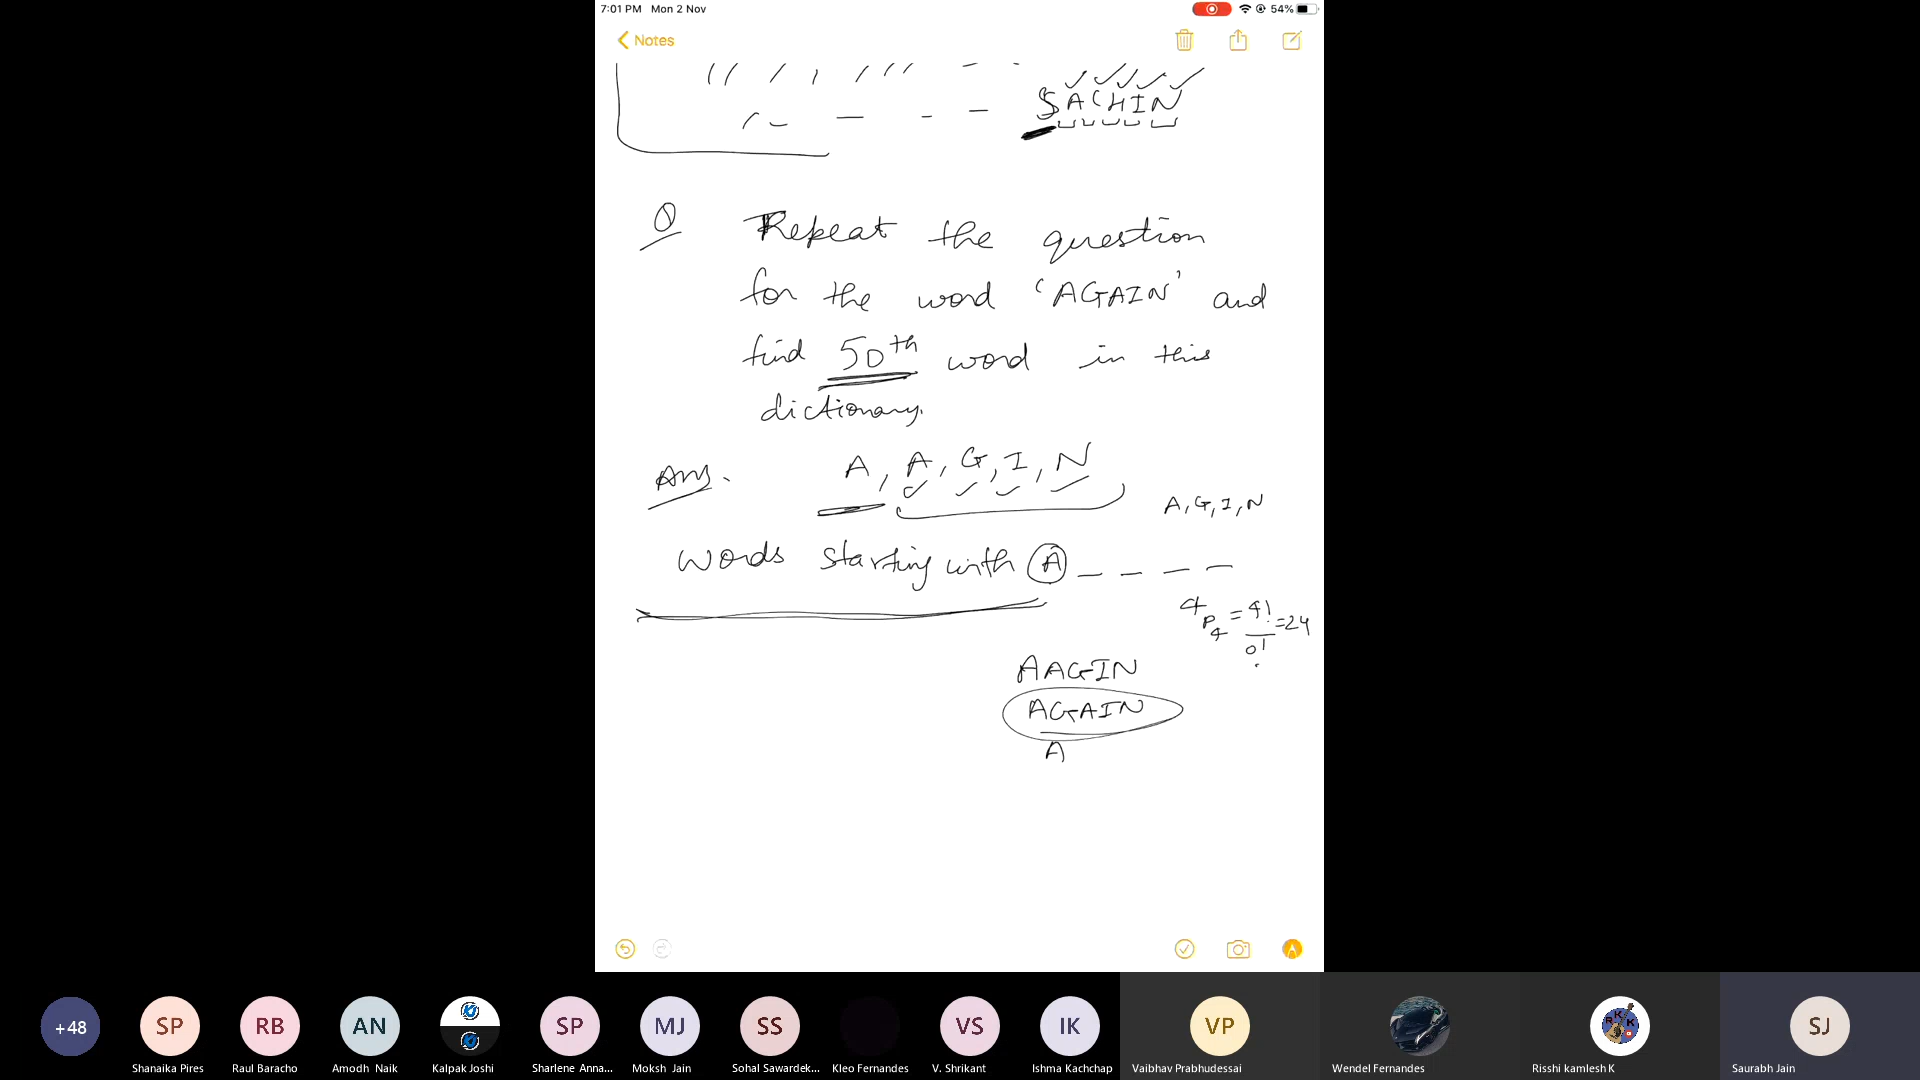 7:01 PM Mon 2 Nov
54%
Notes
SACHIN
Q Repeat the question
for the word 'AGAIN' and
find 50th word in this
dictionary.
Ans. A, A, G, I, N
A, G, I, N
words starting with A _ _ _ _
4P4 = 4!/0! = 24
AAGIN
AGAIN
A
+48 SP RB AN SP MJ SS VS IK VP RKK SJ
Shanaika Pires Raul Baracho Amodh Naik Kalpak Joshi Sharlene Anna... Moksh Jain Sohal Sawardek... Kleo Fernandes V. Shrikant Ishma Kachchap Vaibhav Prabhudessai Wendel Fernandes Risshi kamlesh K Saurabh Jain